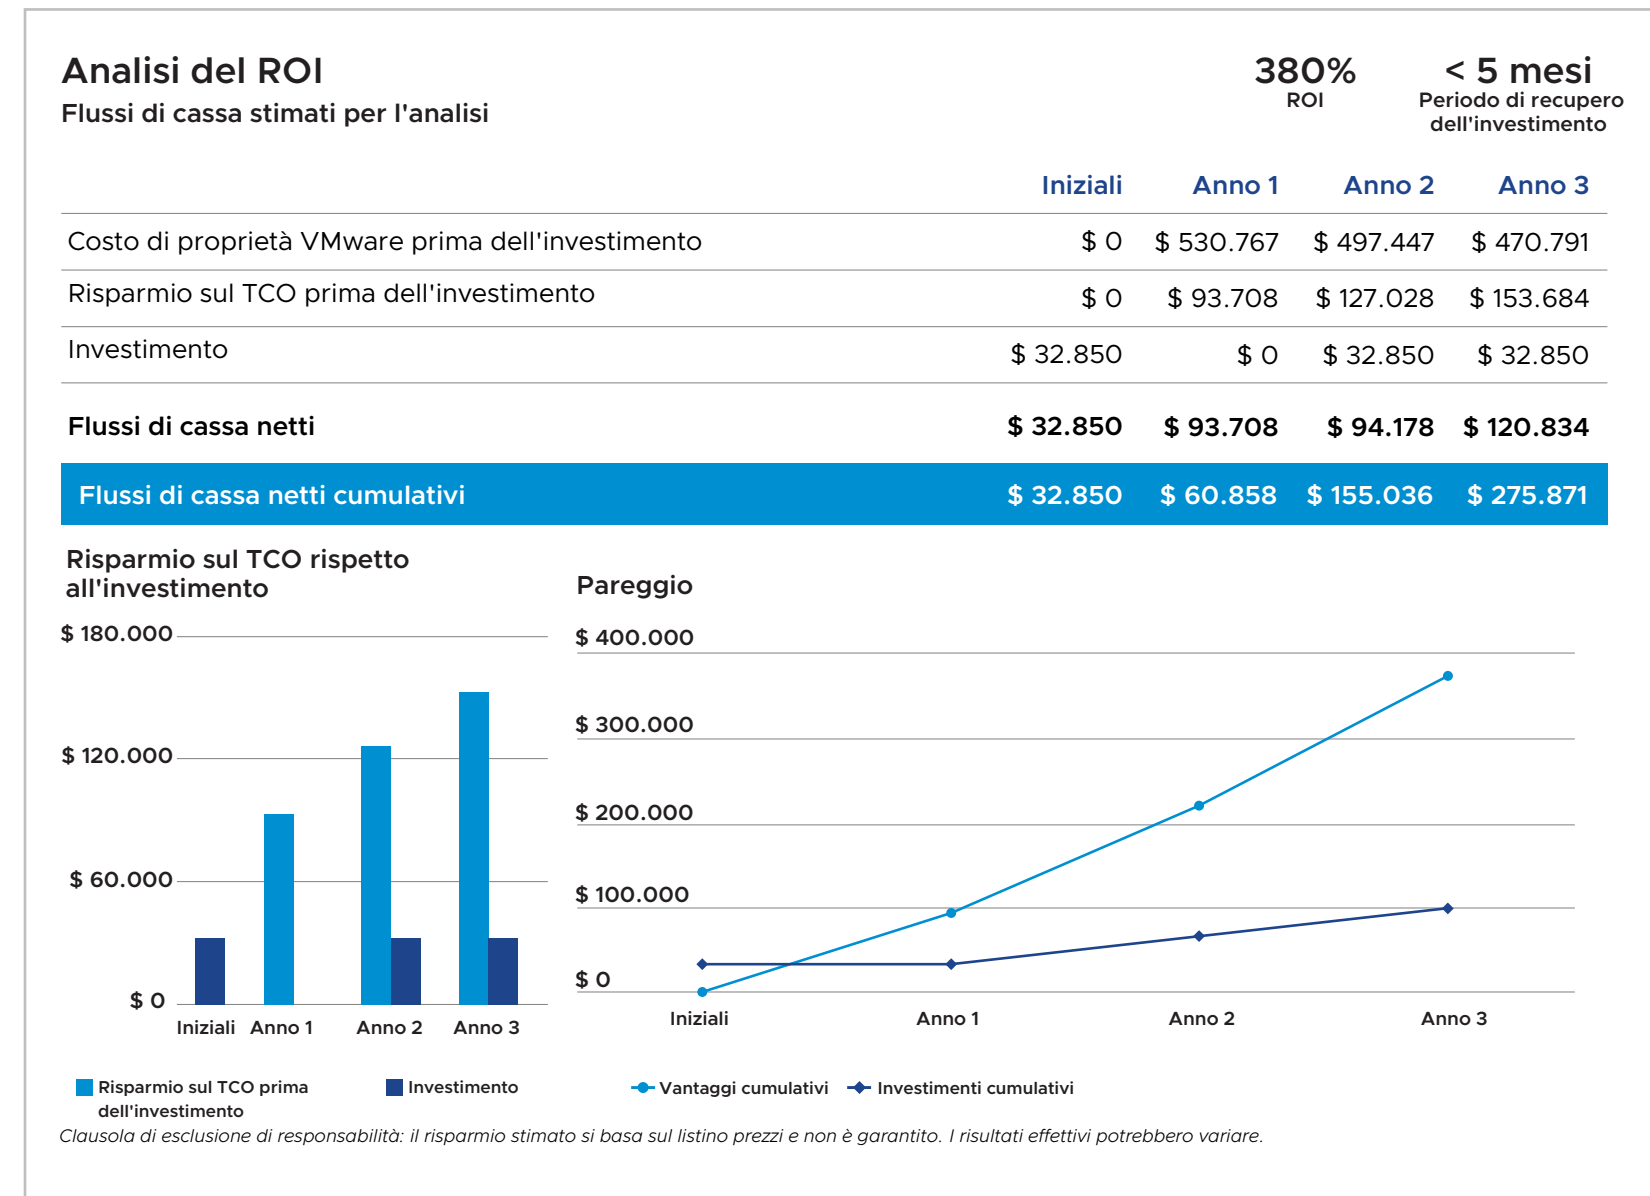 Analisi del ROI
Flussi di cassa stimati per l'analisi
380%
ROI
< 5 mesi
Periodo di recupero
dell'investimento
Iniziali Anno 1 Anno 2 Anno 3
Costo di proprietà VMware prima dell'investimento $ 0 $ 530.767 $ 497.447 $ 470.791
Risparmio sul TCO prima dell'investimento $ 0 $ 93.708 $ 127.028 $ 153.684
Investimento $ 32.850 $ 0 $ 32.850 $ 32.850
Flussi di cassa netti $ 32.850 $ 93.708 $ 94.178 $ 120.834
Flussi di cassa netti cumulativi $ 32.850 $ 60.858 $ 155.036 $ 275.871
Risparmio sul TCO rispetto
all'investimento
$ 180.000
$ 120.000
$ 60.000
$ 0
Iniziali Anno 1 Anno 2 Anno 3
Risparmio sul TCO prima
dell'investimento
Investimento
Pareggio
$ 400.000
$ 300.000
$ 200.000
$ 100.000
$ 0
Iniziali Anno 1 Anno 2 Anno 3
Vantaggi cumulativi Investimenti cumulativi
Clausola di esclusione di responsabilità: il risparmio stimato si basa sul listino prezzi e non è garantito. I risultati effettivi potrebbero variare.